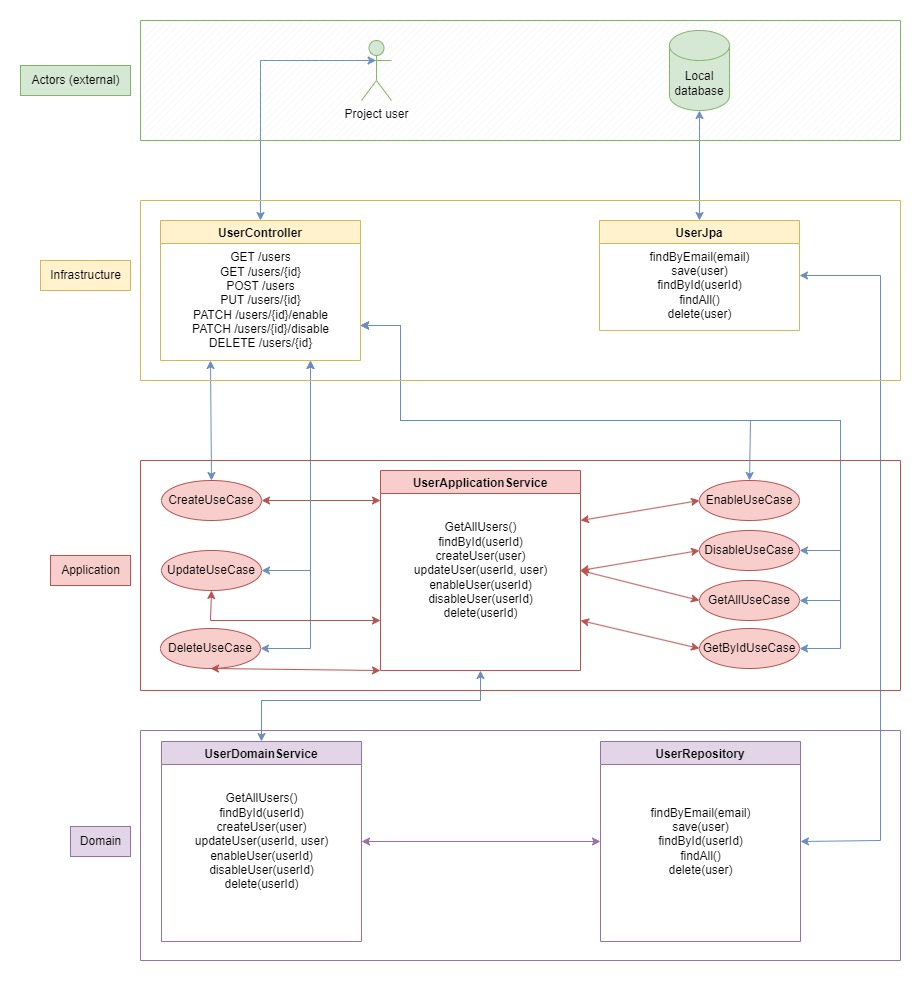 Actors (external)
Project user
Local
database
Infrastructure
UserController
GET /users
GET /users/{id}
POST /users
PUT /users/{id}
PATCH /users/{id}/enable
PATCH /users/{id}/disable
DELETE /users/{id}
UserJpa
findByEmail(email)
save(user)
findById(userId)
findAll()
delete(user)
Application
CreateUseCase
UpdateUseCase
DeleteUseCase
UserApplicationService
GetAllUsers()
findById(userId)
createUser(user)
updateUser(userId, user)
enableUser(userId)
disableUser(userId)
delete(userId)
EnableUseCase
DisableUseCase
GetAllUseCase
GetByIdUseCase
Domain
UserDomainService
GetAllUsers()
findById(userId)
createUser(user)
updateUser(userId, user)
enableUser(userId)
disableUser(userId)
delete(userId)
UserRepository
findByEmail(email)
save(user)
findById(userId)
findAll()
delete(user)